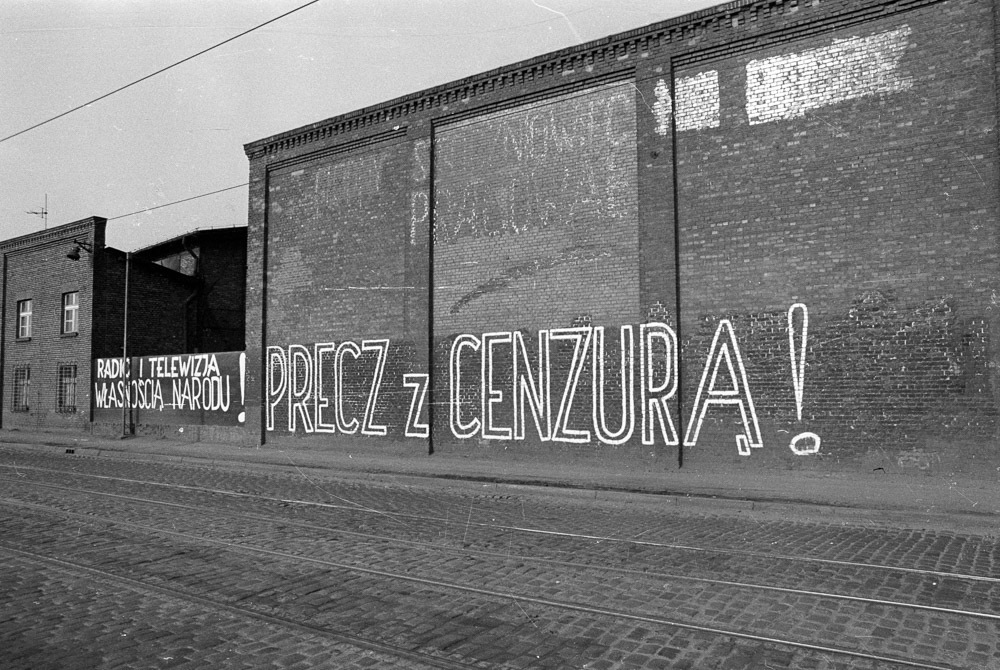 RADIO I TELEWIZJA
WŁASNOŚCIĄ NARODU!
PRECZ z CENZURĄ!